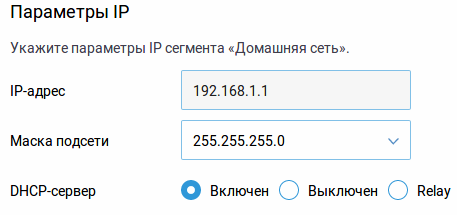 Параметры IP
Укажите параметры IP сегмента «Домашняя сеть».
IP-адрес 192.168.1.1
Маска подсети 255.255.255.0
DHCP-сервер Включен Выключен Relay